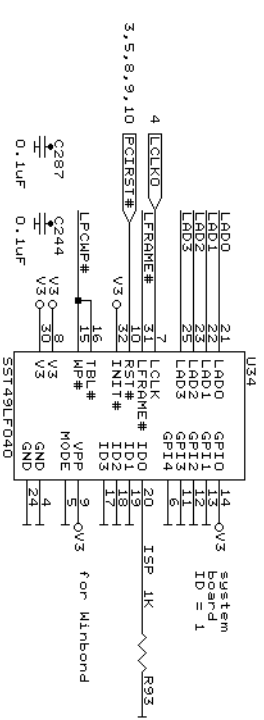 U34
LAD0 21 LAD0 GPI0 14 V3 system
LAD1 22 LAD1 GPI1 13 board
LAD2 23 LAD2 GPI2 12 ID = 1
LAD3 25 LAD3 GPI3 11
GPI4 6
4 LCLK0 7 LCLK
LFRAME# 31 LFRAME# ID0 20 ISP 1K R93
3,5,8,9,10 PCIRST# 10 RST# ID1 19
V3 32 INIT# ID2 18
ID3 17
16 TBL#
LPCWP# 15 WP# VPP 9 V3 for Winbond
MODE 5
V3 8 V3 GND 4
V3 30 V3 GND 24
SST49LF040
C287
0.1uF
C244
0.1uF